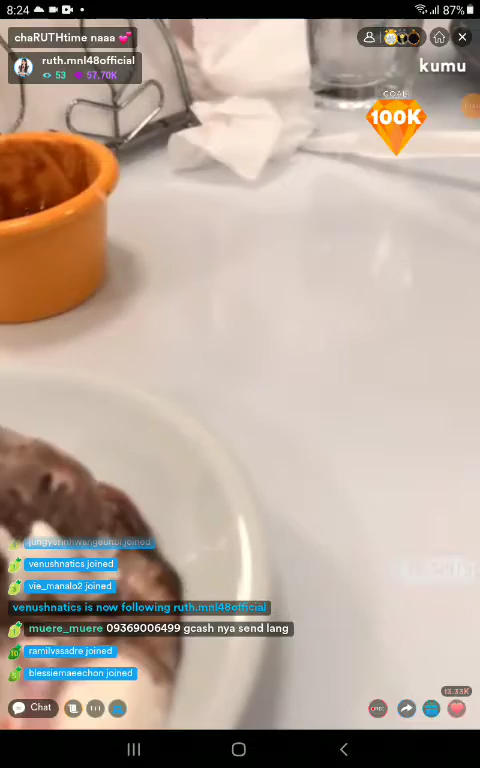 8:24
87%
chaRUTHtime naaa 💕
ruth.mnl48official
53
57.70K
kumu
GOAL
100K
venushnatics joined
vie_manalo2 joined
venushnatics is now following ruth.mnl48official
muere_muere 09369006499 gcash nya send lang
ramilvasadre joined
blessiemaeechon joined
Chat